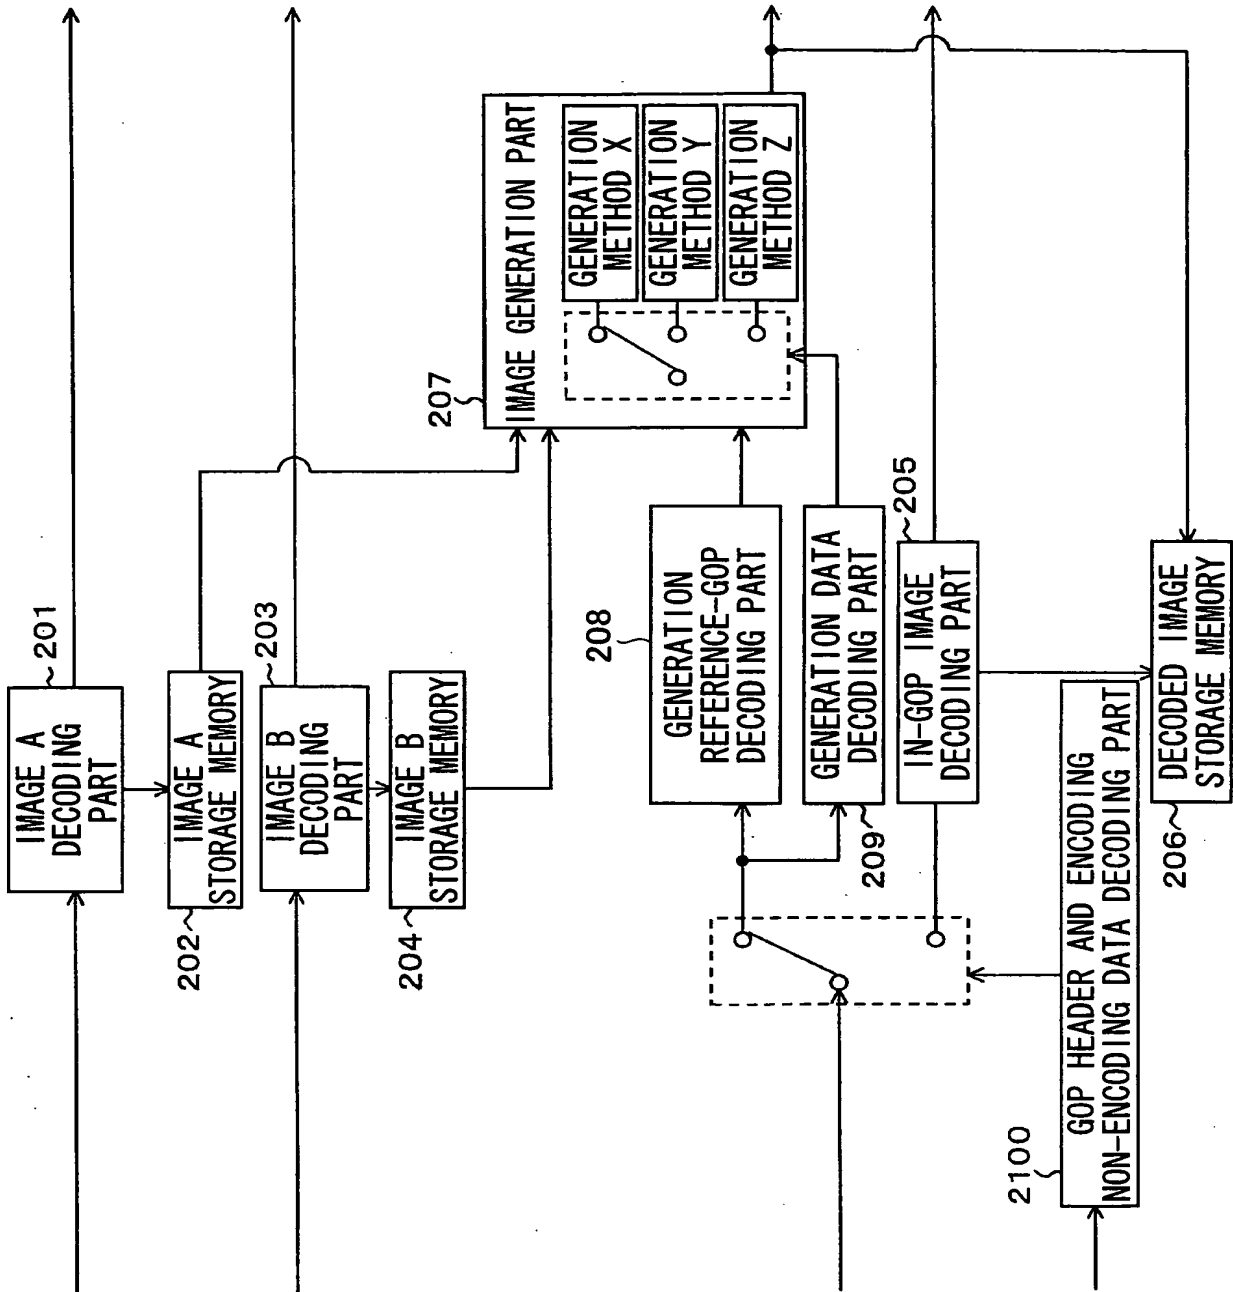 IMAGE A
DECODING
PART
201
IMAGE A
STORAGE MEMORY
202
IMAGE B
DECODING
PART
203
IMAGE B
STORAGE MEMORY
204
207
IMAGE GENERATION PART
GENERATION
METHOD X
GENERATION
METHOD Y
GENERATION
METHOD Z
208
GENERATION
REFERENCE-GOP
DECODING PART
GENERATION DATA
DECODING PART
209
205
IN-GOP IMAGE
DECODING PART
2100
GOP HEADER AND ENCODING
NON-ENCODING DATA DECODING PART
DECODED IMAGE
STORAGE MEMORY
206